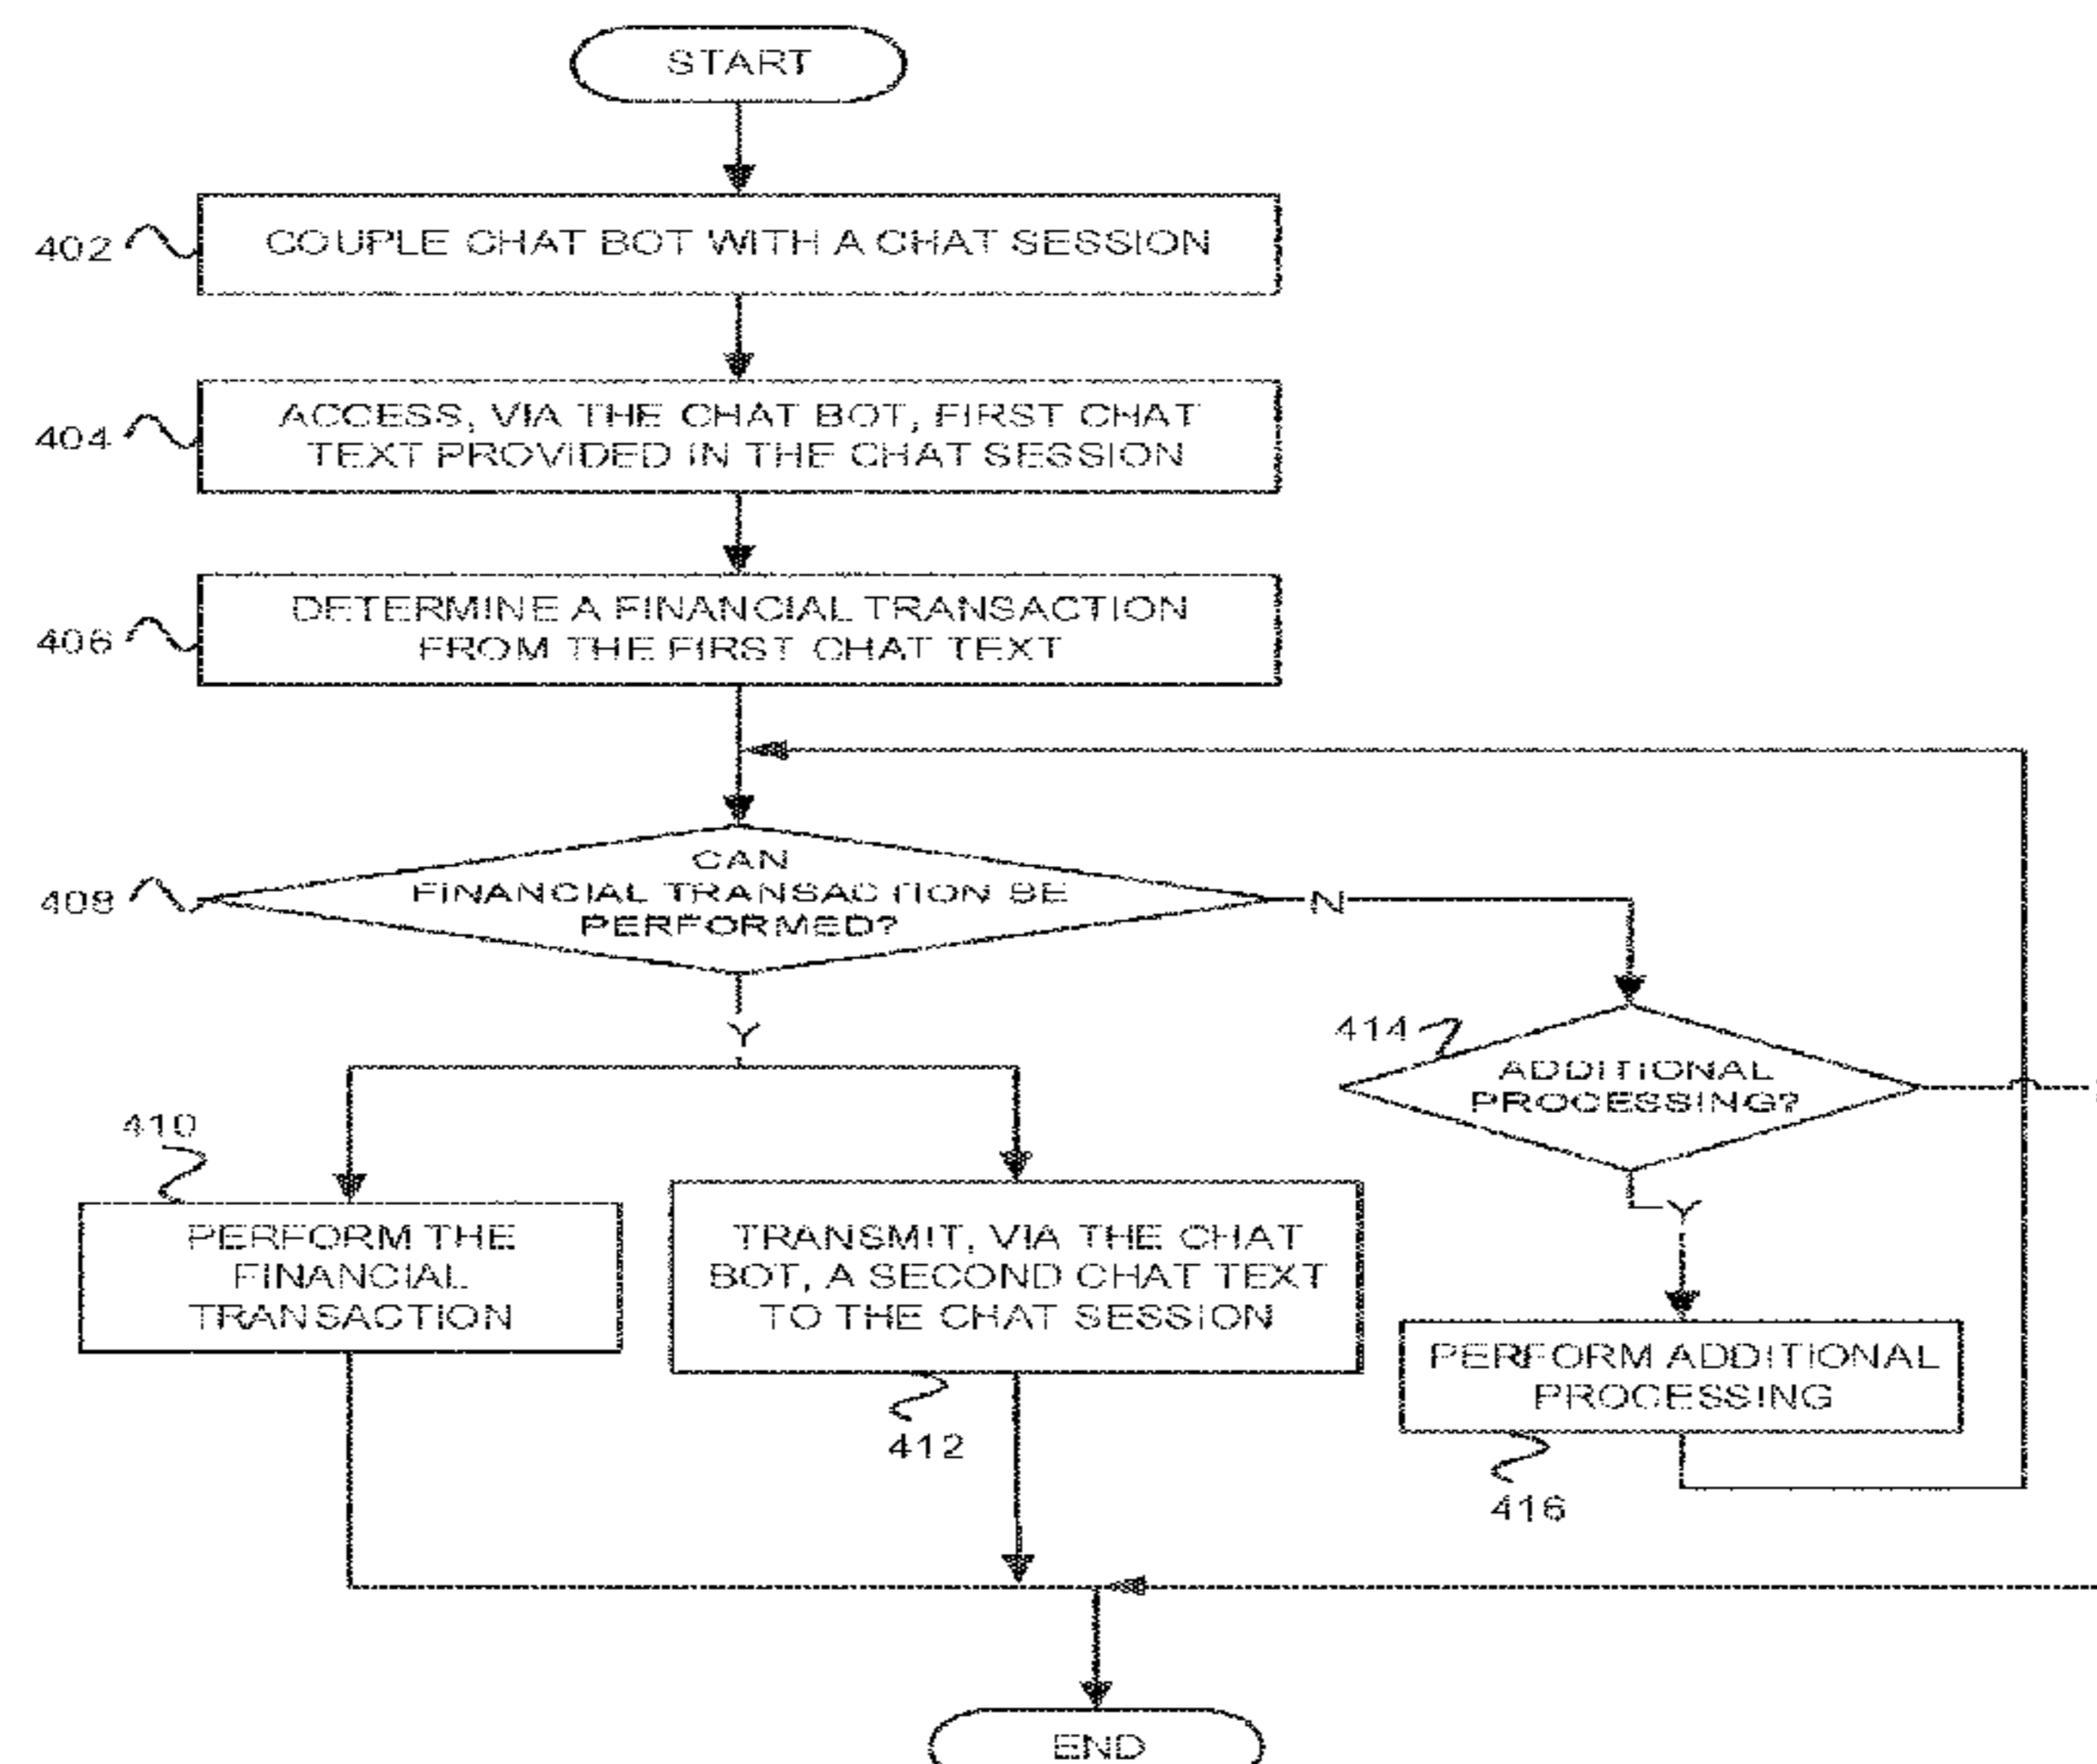 START
402
COUPLE CHAT BOT WITH A CHAT SESSION
404
ACCESS, VIA THE CHAT BOT, FIRST CHAT
TEXT PROVIDED IN THE CHAT SESSION
406
DETERMINE A FINANCIAL TRANSACTION
FROM THE FIRST CHAT TEXT
408
CAN
FINANCIAL TRANSACTION BE
PERFORMED?
N
Y
414
ADDITIONAL
PROCESSING?
Y
410
PERFORM THE
FINANCIAL
TRANSACTION
TRANSMIT, VIA THE CHAT
BOT, A SECOND CHAT TEXT
TO THE CHAT SESSION
412
PERFORM ADDITIONAL
PROCESSING
416
END